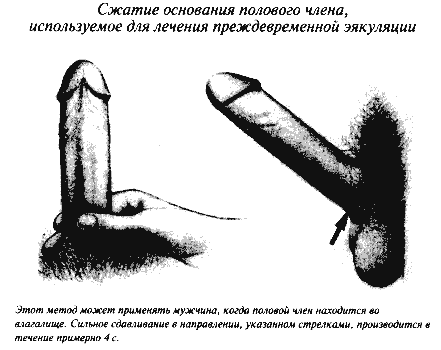 Сжатие основания полового члена,
используемое для лечения преждевременной эякуляции
Этот метод может применять мужчина, когда половой член находится во
влагалище. Сильное сдавливание в направлении, указанном стрелками, производится в
течение примерно 4 с.